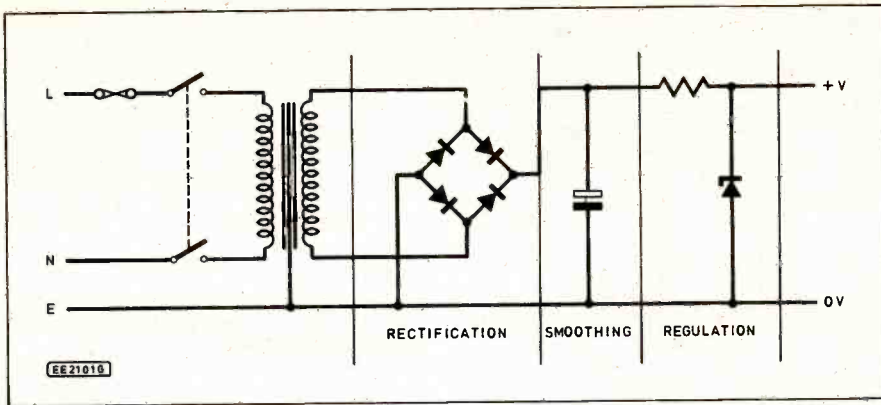 L
+V
N
E
0V
RECTIFICATION
SMOOTHING
REGULATION
EE2101G